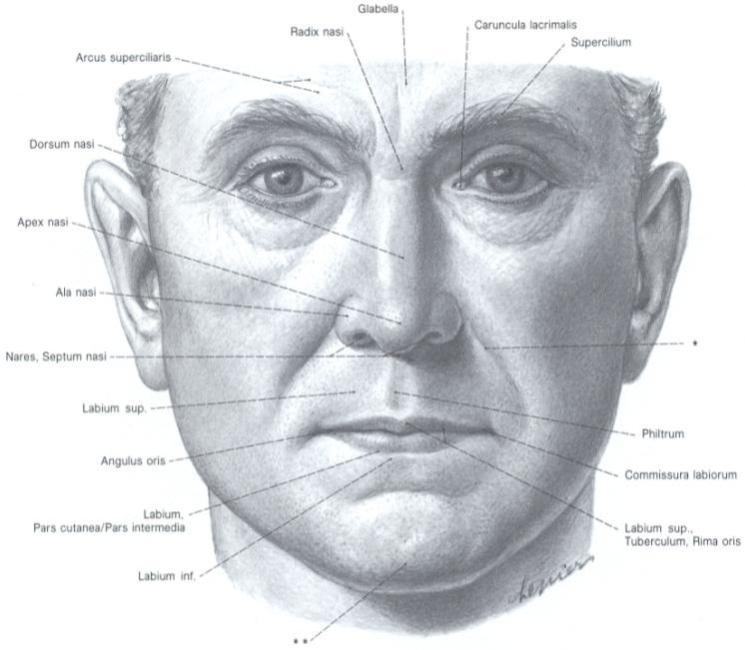 Glabella
Radix nasi
Caruncula lacrimalis
Supercilium
Arcus superciliaris
Dorsum nasi
Apex nasi
Ala nasi
*
Nares, Septum nasi
Labium sup.
Philtrum
Angulus oris
Commissura labiorum
Labium,
Pars cutanea/Pars intermedia
Labium sup.,
Tuberculum, Rima oris
Labium inf.
* *